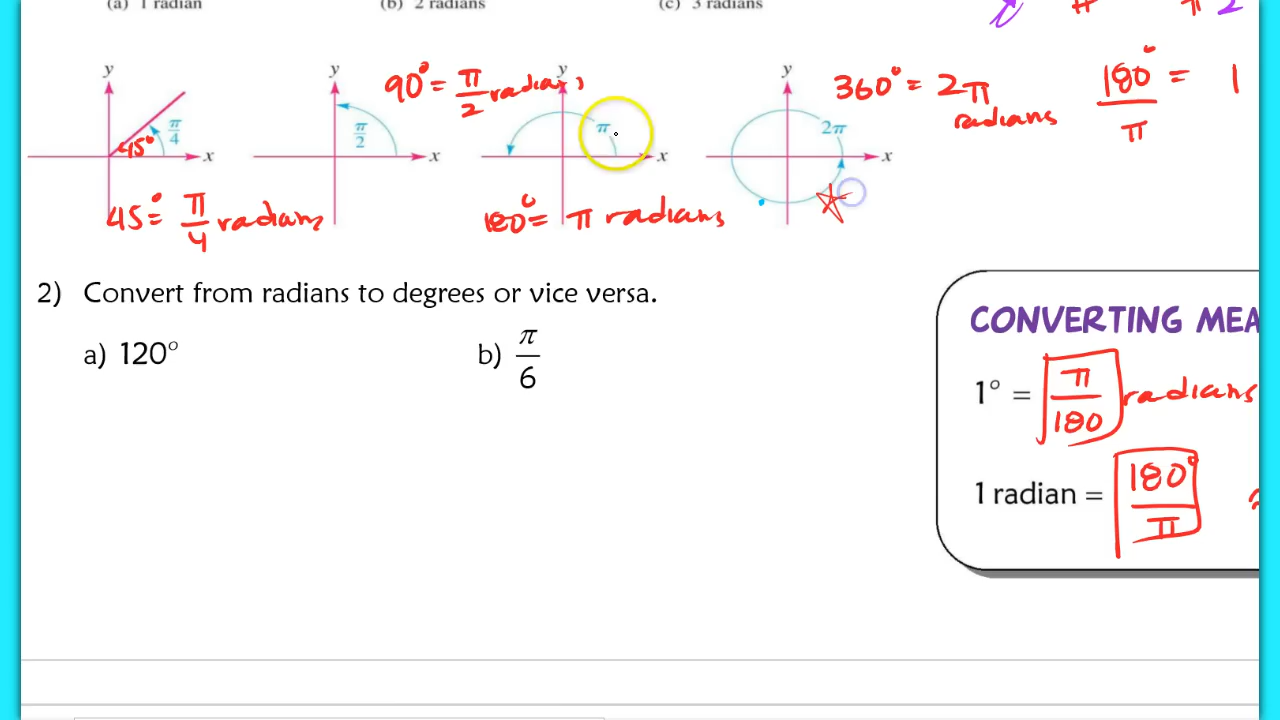 (a) 1 radian (b) 2 radians (c) 3 radians
π 2
y y y y
90° = π/2 radians
360° = 2π radians
180°/π = 1
π/4 π/2 π 2π
45°
x x x x
45° = π/4 radians
180° = π radians
2) Convert from radians to degrees or vice versa.
a) 120° b) π/6
CONVERTING MEA
1° = π/180 radians
1 radian = 180°/π